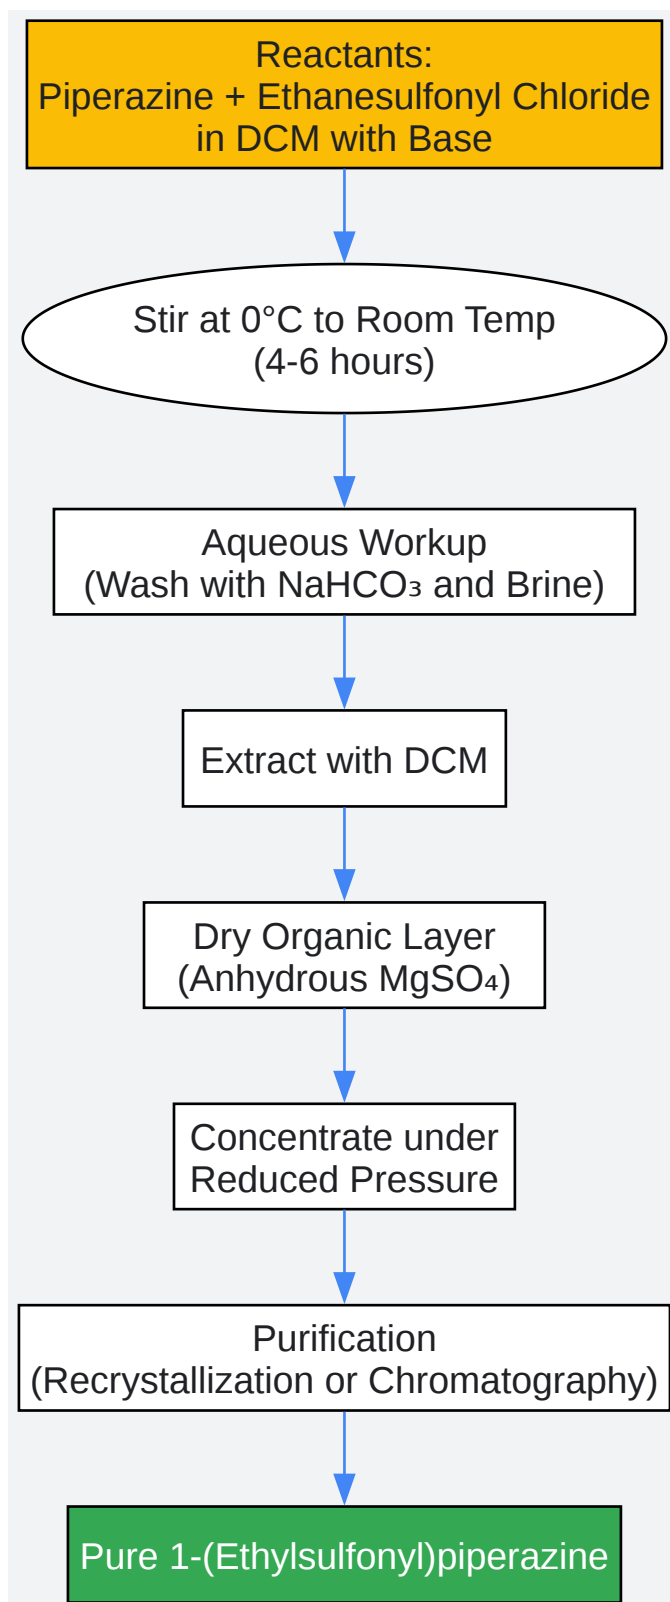 Reactants:
Piperazine + Ethanesulfonyl Chloride
in DCM with Base
Stir at 0°C to Room Temp
(4-6 hours)
Aqueous Workup
(Wash with NaHCO₃ and Brine)
Extract with DCM
Dry Organic Layer
(Anhydrous MgSO₄)
Concentrate under
Reduced Pressure
Purification
(Recrystallization or Chromatography)
Pure 1-(Ethylsulfonyl)piperazine